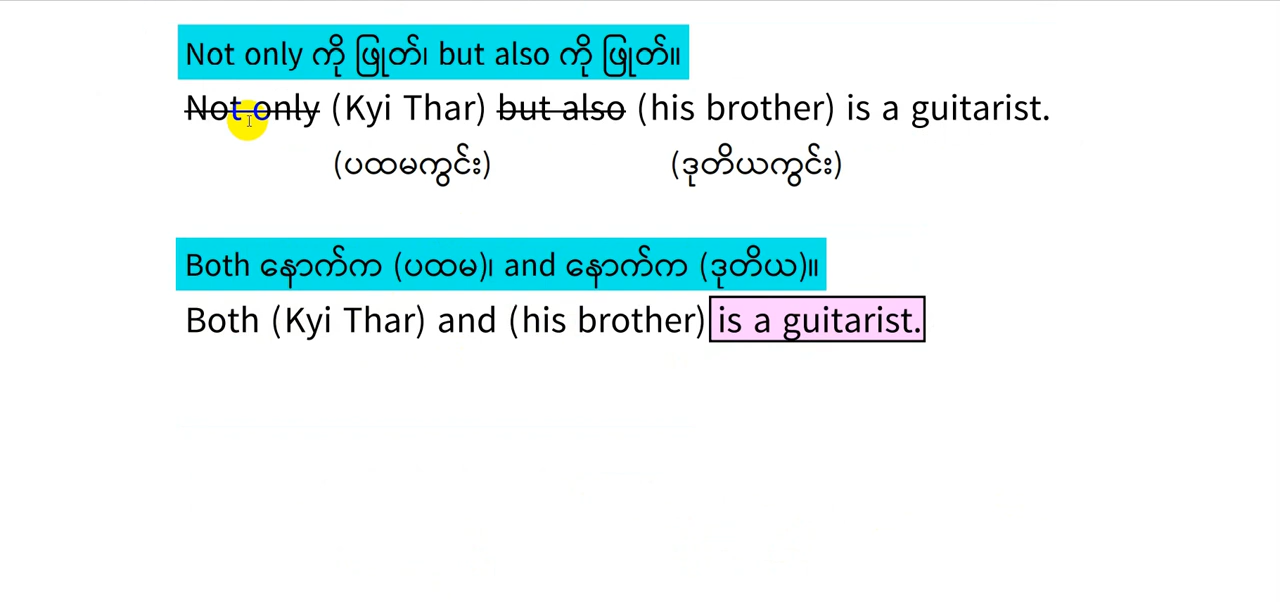 Not only ကို ဖြုတ်၊ but also ကို ဖြုတ်။
Not only (Kyi Thar) but also (his brother) is a guitarist.
(ပထမကွင်း) (ဒုတိယကွင်း)
Both နောက်က (ပထမ)၊ and နောက်က (ဒုတိယ)။
Both (Kyi Thar) and (his brother) is a guitarist.